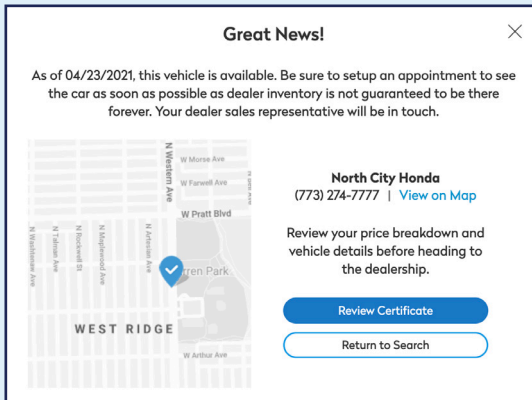 Great News!
As of 04/23/2021, this vehicle is available. Be sure to setup an appointment to see
the car as soon as possible as dealer inventory is not guaranteed to be there
forever. Your dealer sales representative will be in touch.
N Western Ave
W Morse Ave
W Farwell Ave
W Pratt Blvd
N Washtenaw Ave
N Talman Ave
N Rockwell St
N Maplewood Ave
N Artesian Ave
rren Park
WEST RIDGE
W Arthur Ave
North City Honda
(773) 274-7777 | View on Map
Review your price breakdown and
vehicle details before heading to
the dealership.
Review Certificate
Return to Search